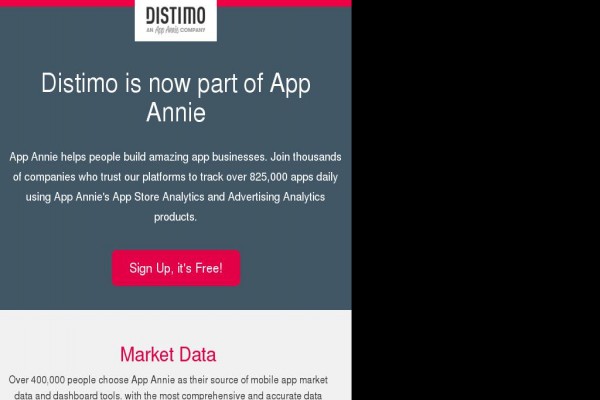 DISTIMO
AN App Annie COMPANY
Distimo is now part of App
Annie
App Annie helps people build amazing app businesses. Join thousands
of companies who trust our platforms to track over 825,000 apps daily
using App Annie's App Store Analytics and Advertising Analytics
products.
Sign Up, it's Free!
Market Data
Over 400,000 people choose App Annie as their source of mobile app market
data and dashboard tools, with the most comprehensive and accurate data